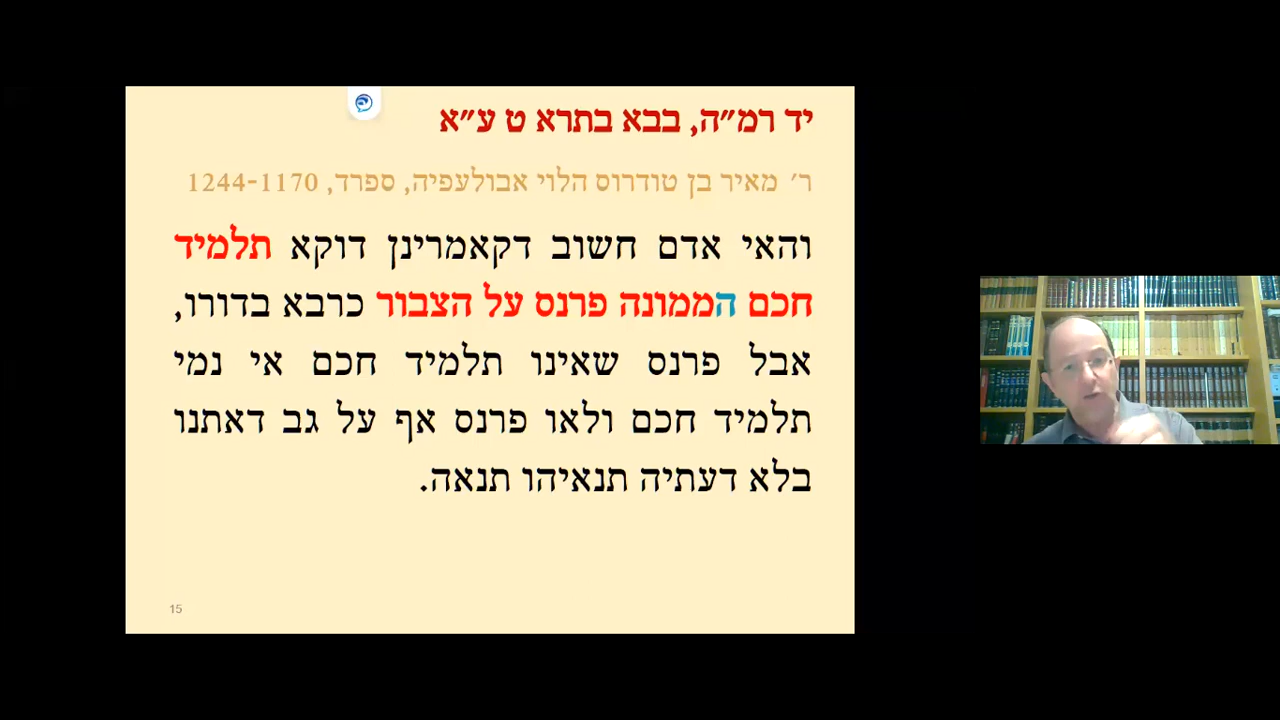 יד רמ״ה, בבא בתרא ט ע״א
ר׳ מאיר בן טודרוס הלוי אבולעפיה, ספרד, 1244-1170
והאי אדם חשוב דקאמרינן דוקא תלמיד
חכם הממונה פרנס על הצבור כרבא בדורו,
אבל פרנס שאינו תלמיד חכם אי נמי
תלמיד חכם ולאו פרנס אף על גב דאתנו
בלא דעתיה תנאיהו תנאה.
15